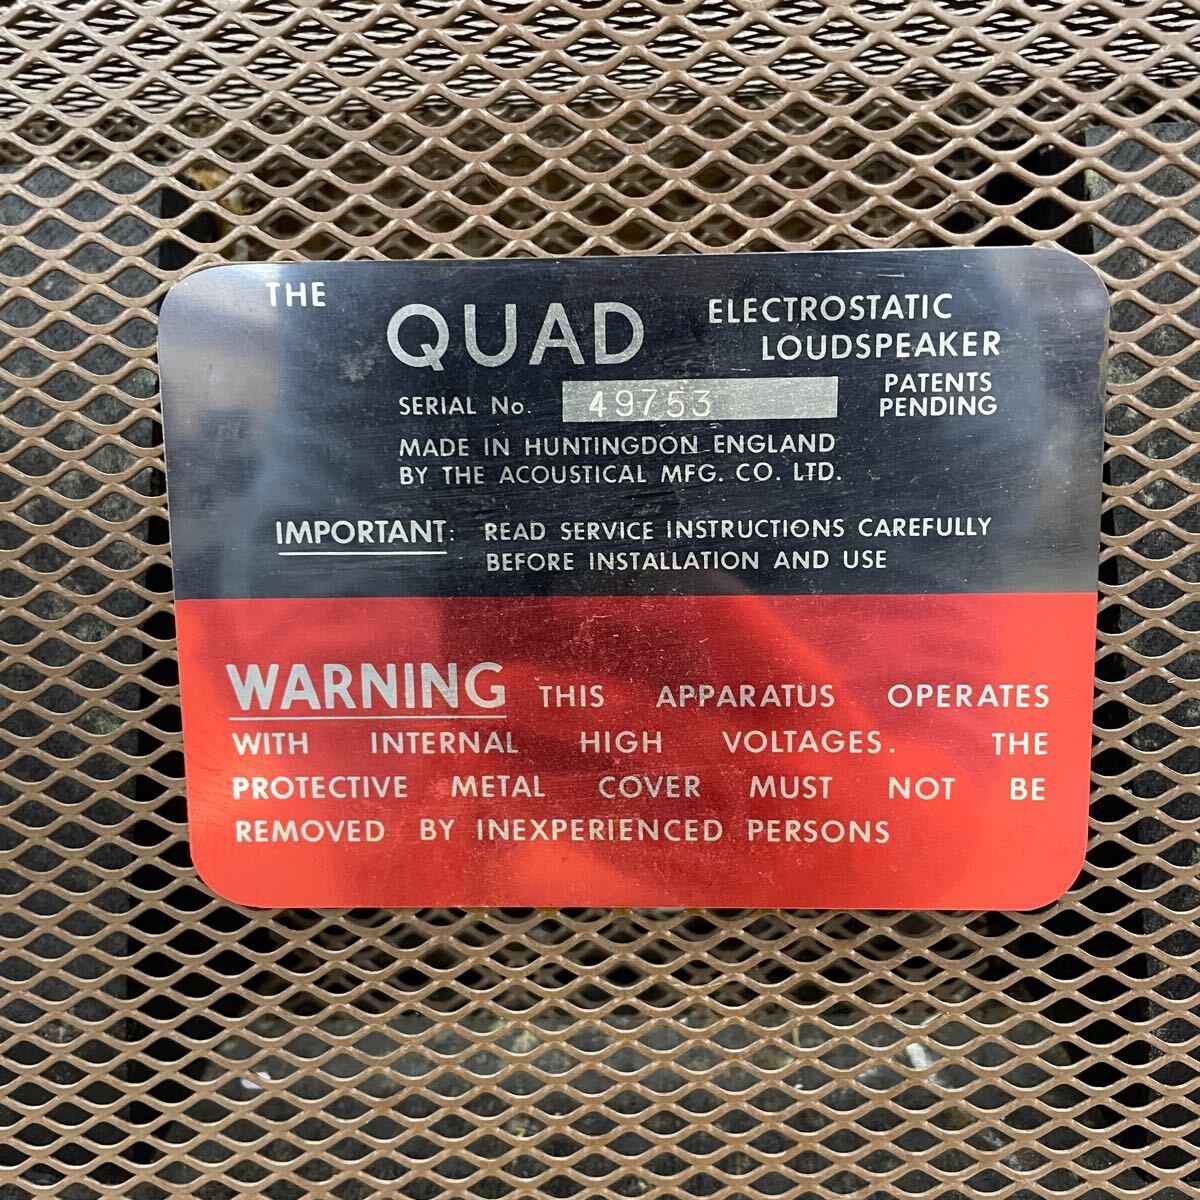 THE QUAD ELECTROSTATIC
LOUDSPEAKER
SERIAL No. 49753 PATENTS
PENDING
MADE IN HUNTINGDON ENGLAND
BY THE ACOUSTICAL MFG. CO. LTD.
IMPORTANT: READ SERVICE INSTRUCTIONS CAREFULLY
BEFORE INSTALLATION AND USE
WARNING THIS APPARATUS OPERATES
WITH INTERNAL HIGH VOLTAGES. THE
PROTECTIVE METAL COVER MUST NOT BE
REMOVED BY INEXPERIENCED PERSONS